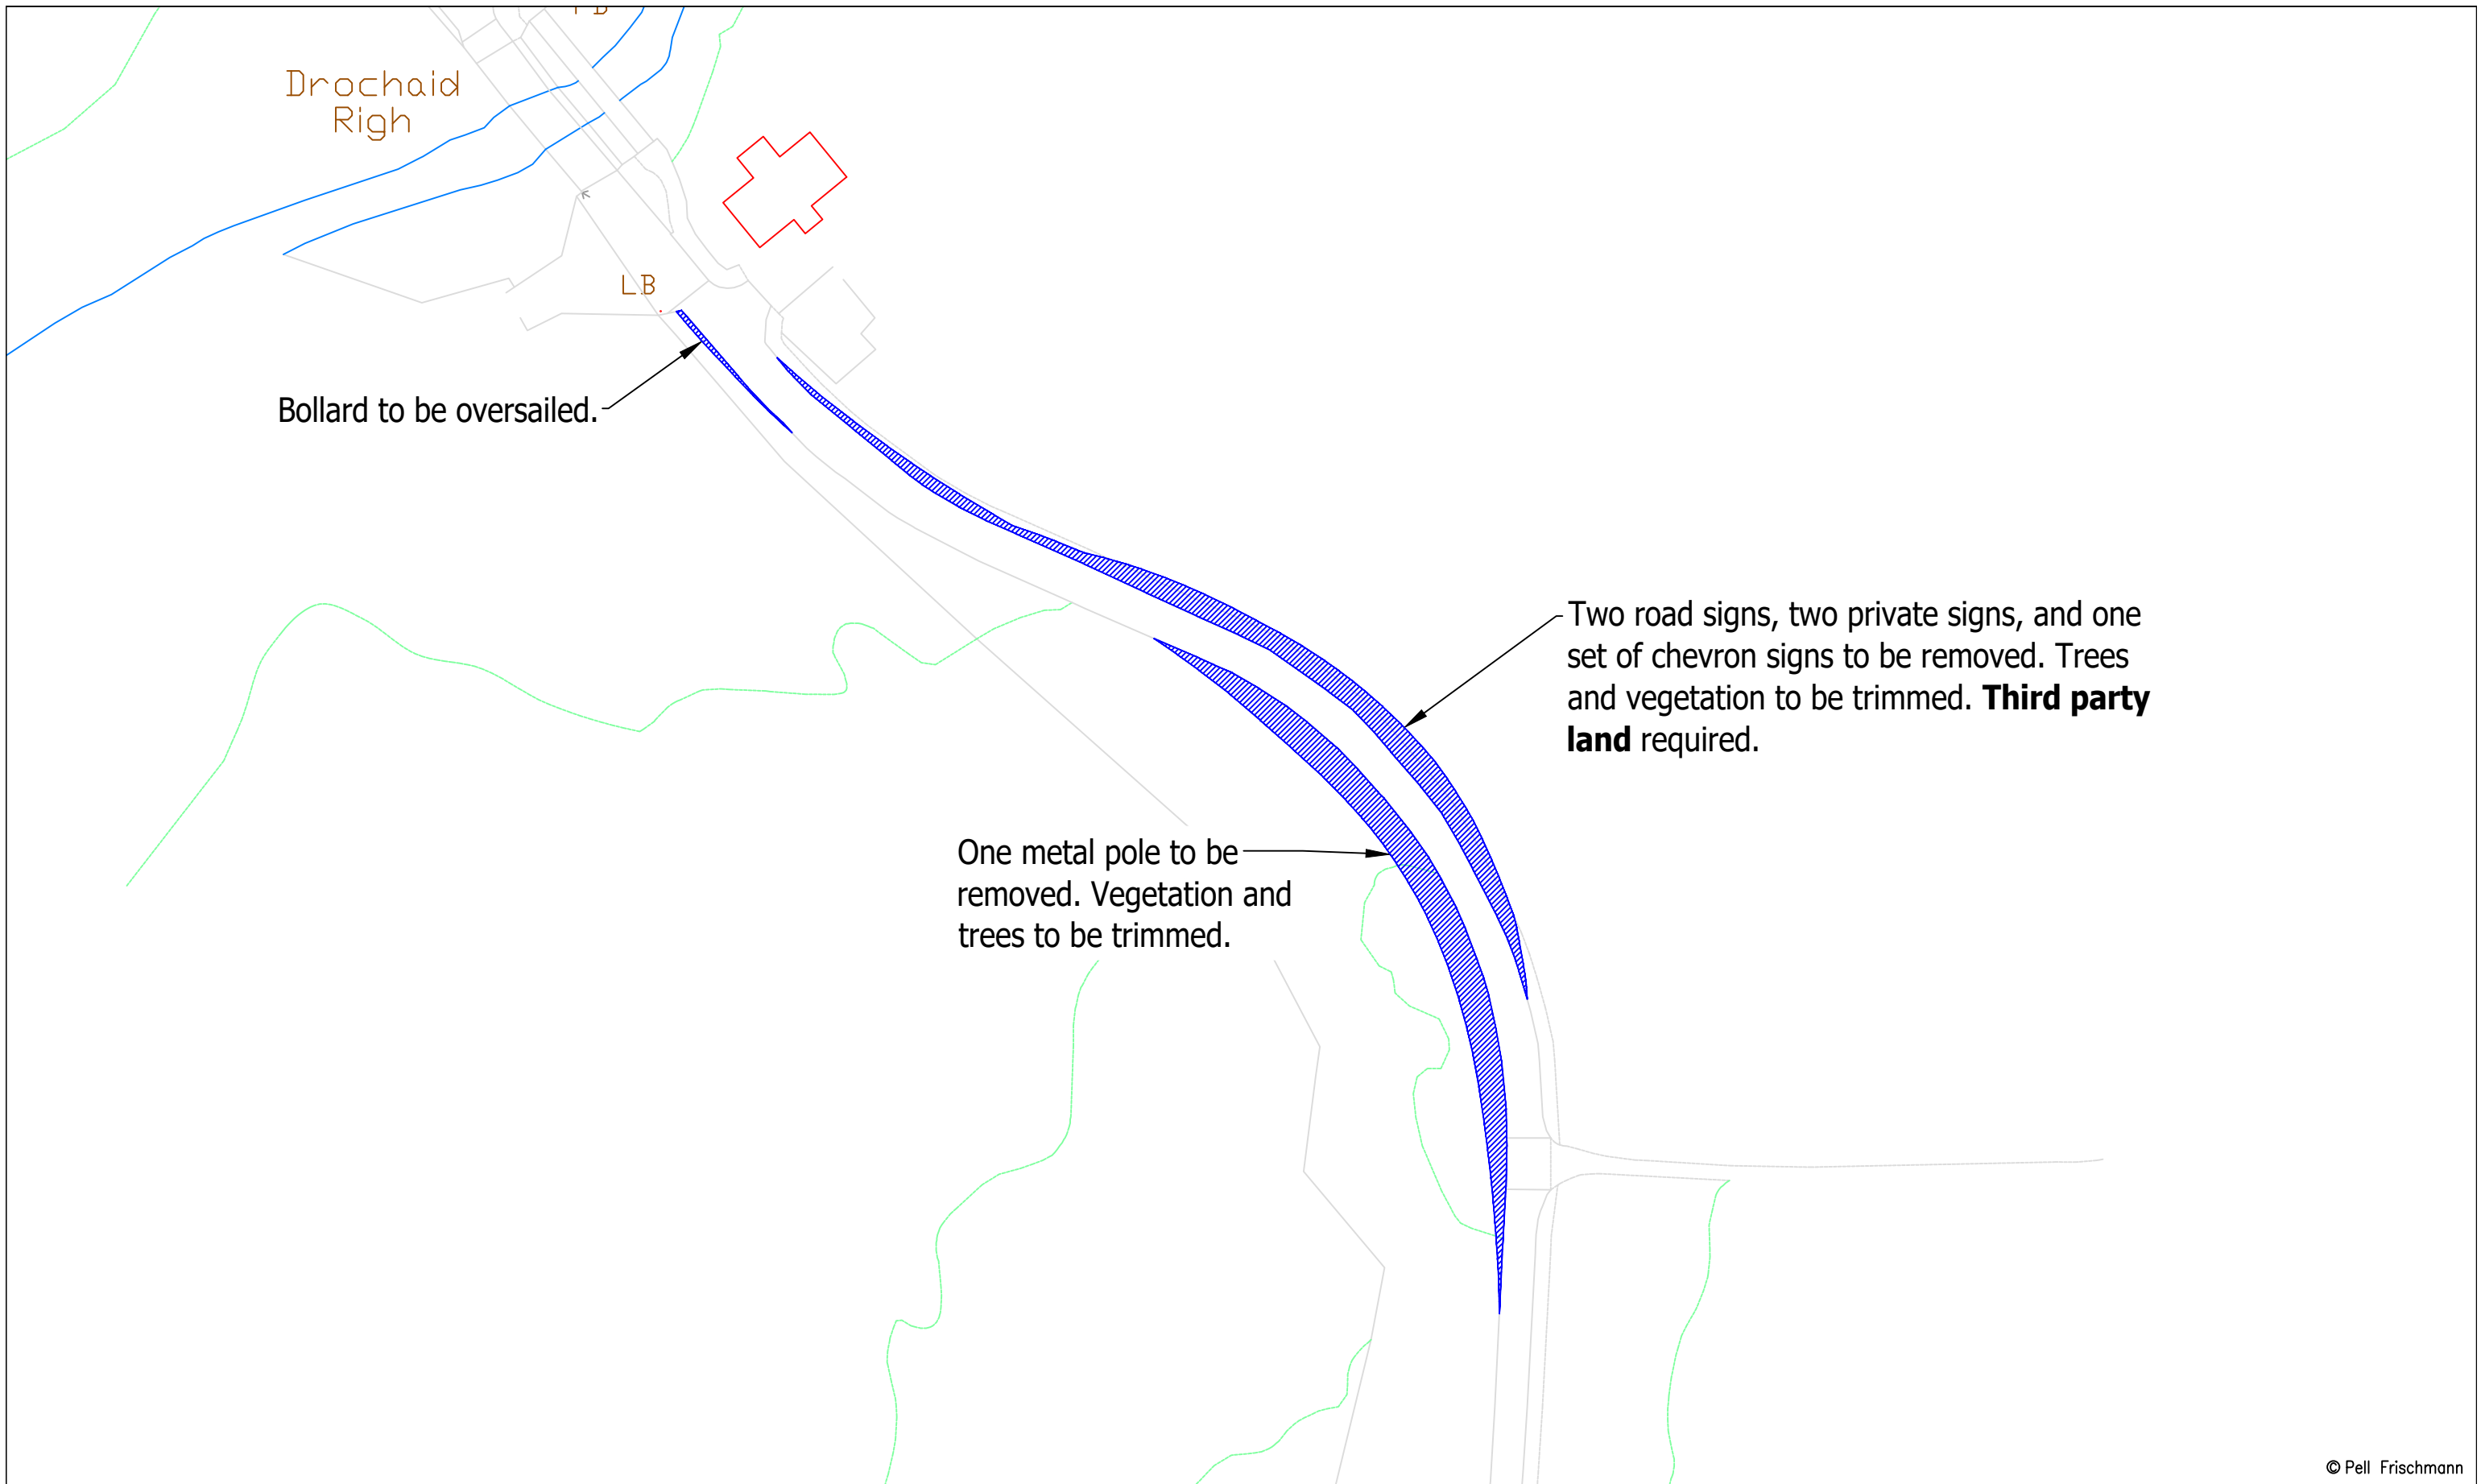 Drochaid
Righ
LB
Bollard to be oversailed.
Two road signs, two private signs, and one
set of chevron signs to be removed. Trees
and vegetation to be trimmed. Third party
land required.
One metal pole to be
removed. Vegetation and
trees to be trimmed.
© Pell Frischmann